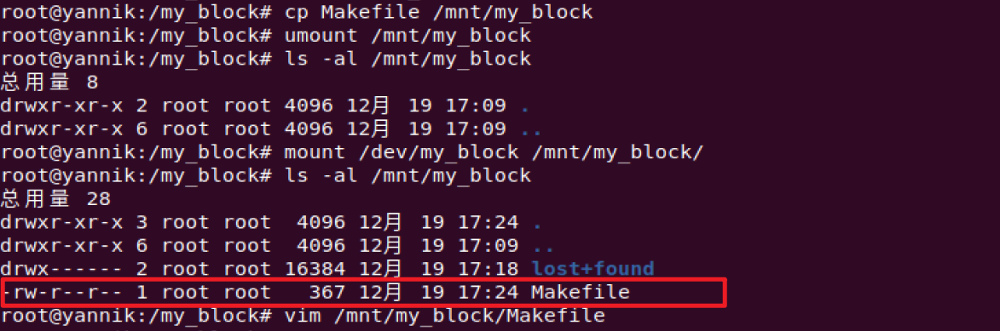 root@yannik:/my_block# cp Makefile /mnt/my_block
root@yannik:/my_block# umount /mnt/my_block
root@yannik:/my_block# ls -al /mnt/my_block
总用量 8
drwxr-xr-x 2 root root 4096 12月 19 17:09 .
drwxr-xr-x 6 root root 4096 12月 19 17:09 ..
root@yannik:/my_block# mount /dev/my_block /mnt/my_block/
root@yannik:/my_block# ls -al /mnt/my_block
总用量 28
drwxr-xr-x 3 root root  4096 12月 19 17:24 .
drwxr-xr-x 6 root root  4096 12月 19 17:09 ..
drwx------ 2 root root 16384 12月 19 17:18 lost+found
-rw-r--r-- 1 root root   367 12月 19 17:24 Makefile
root@yannik:/my_block# vim /mnt/my_block/Makefile